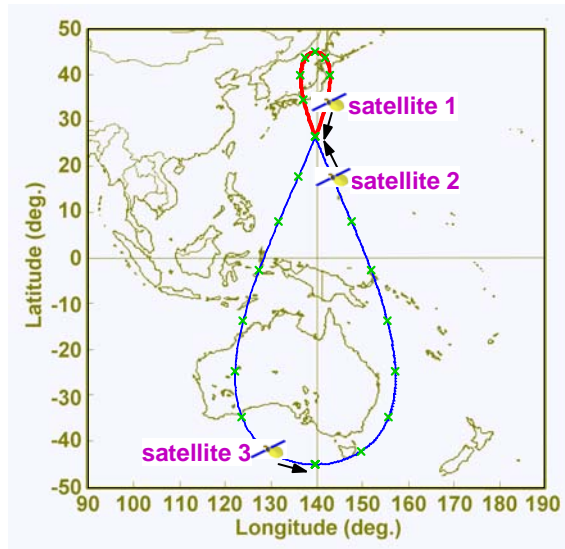 50
40
30
20
10
0
-10
-20
-30
-40
-50
Latitude (deg.)
satellite 1
satellite 2
satellite 3
90 100 110 120 130 140 150 160 170 180 190
Longitude (deg.)